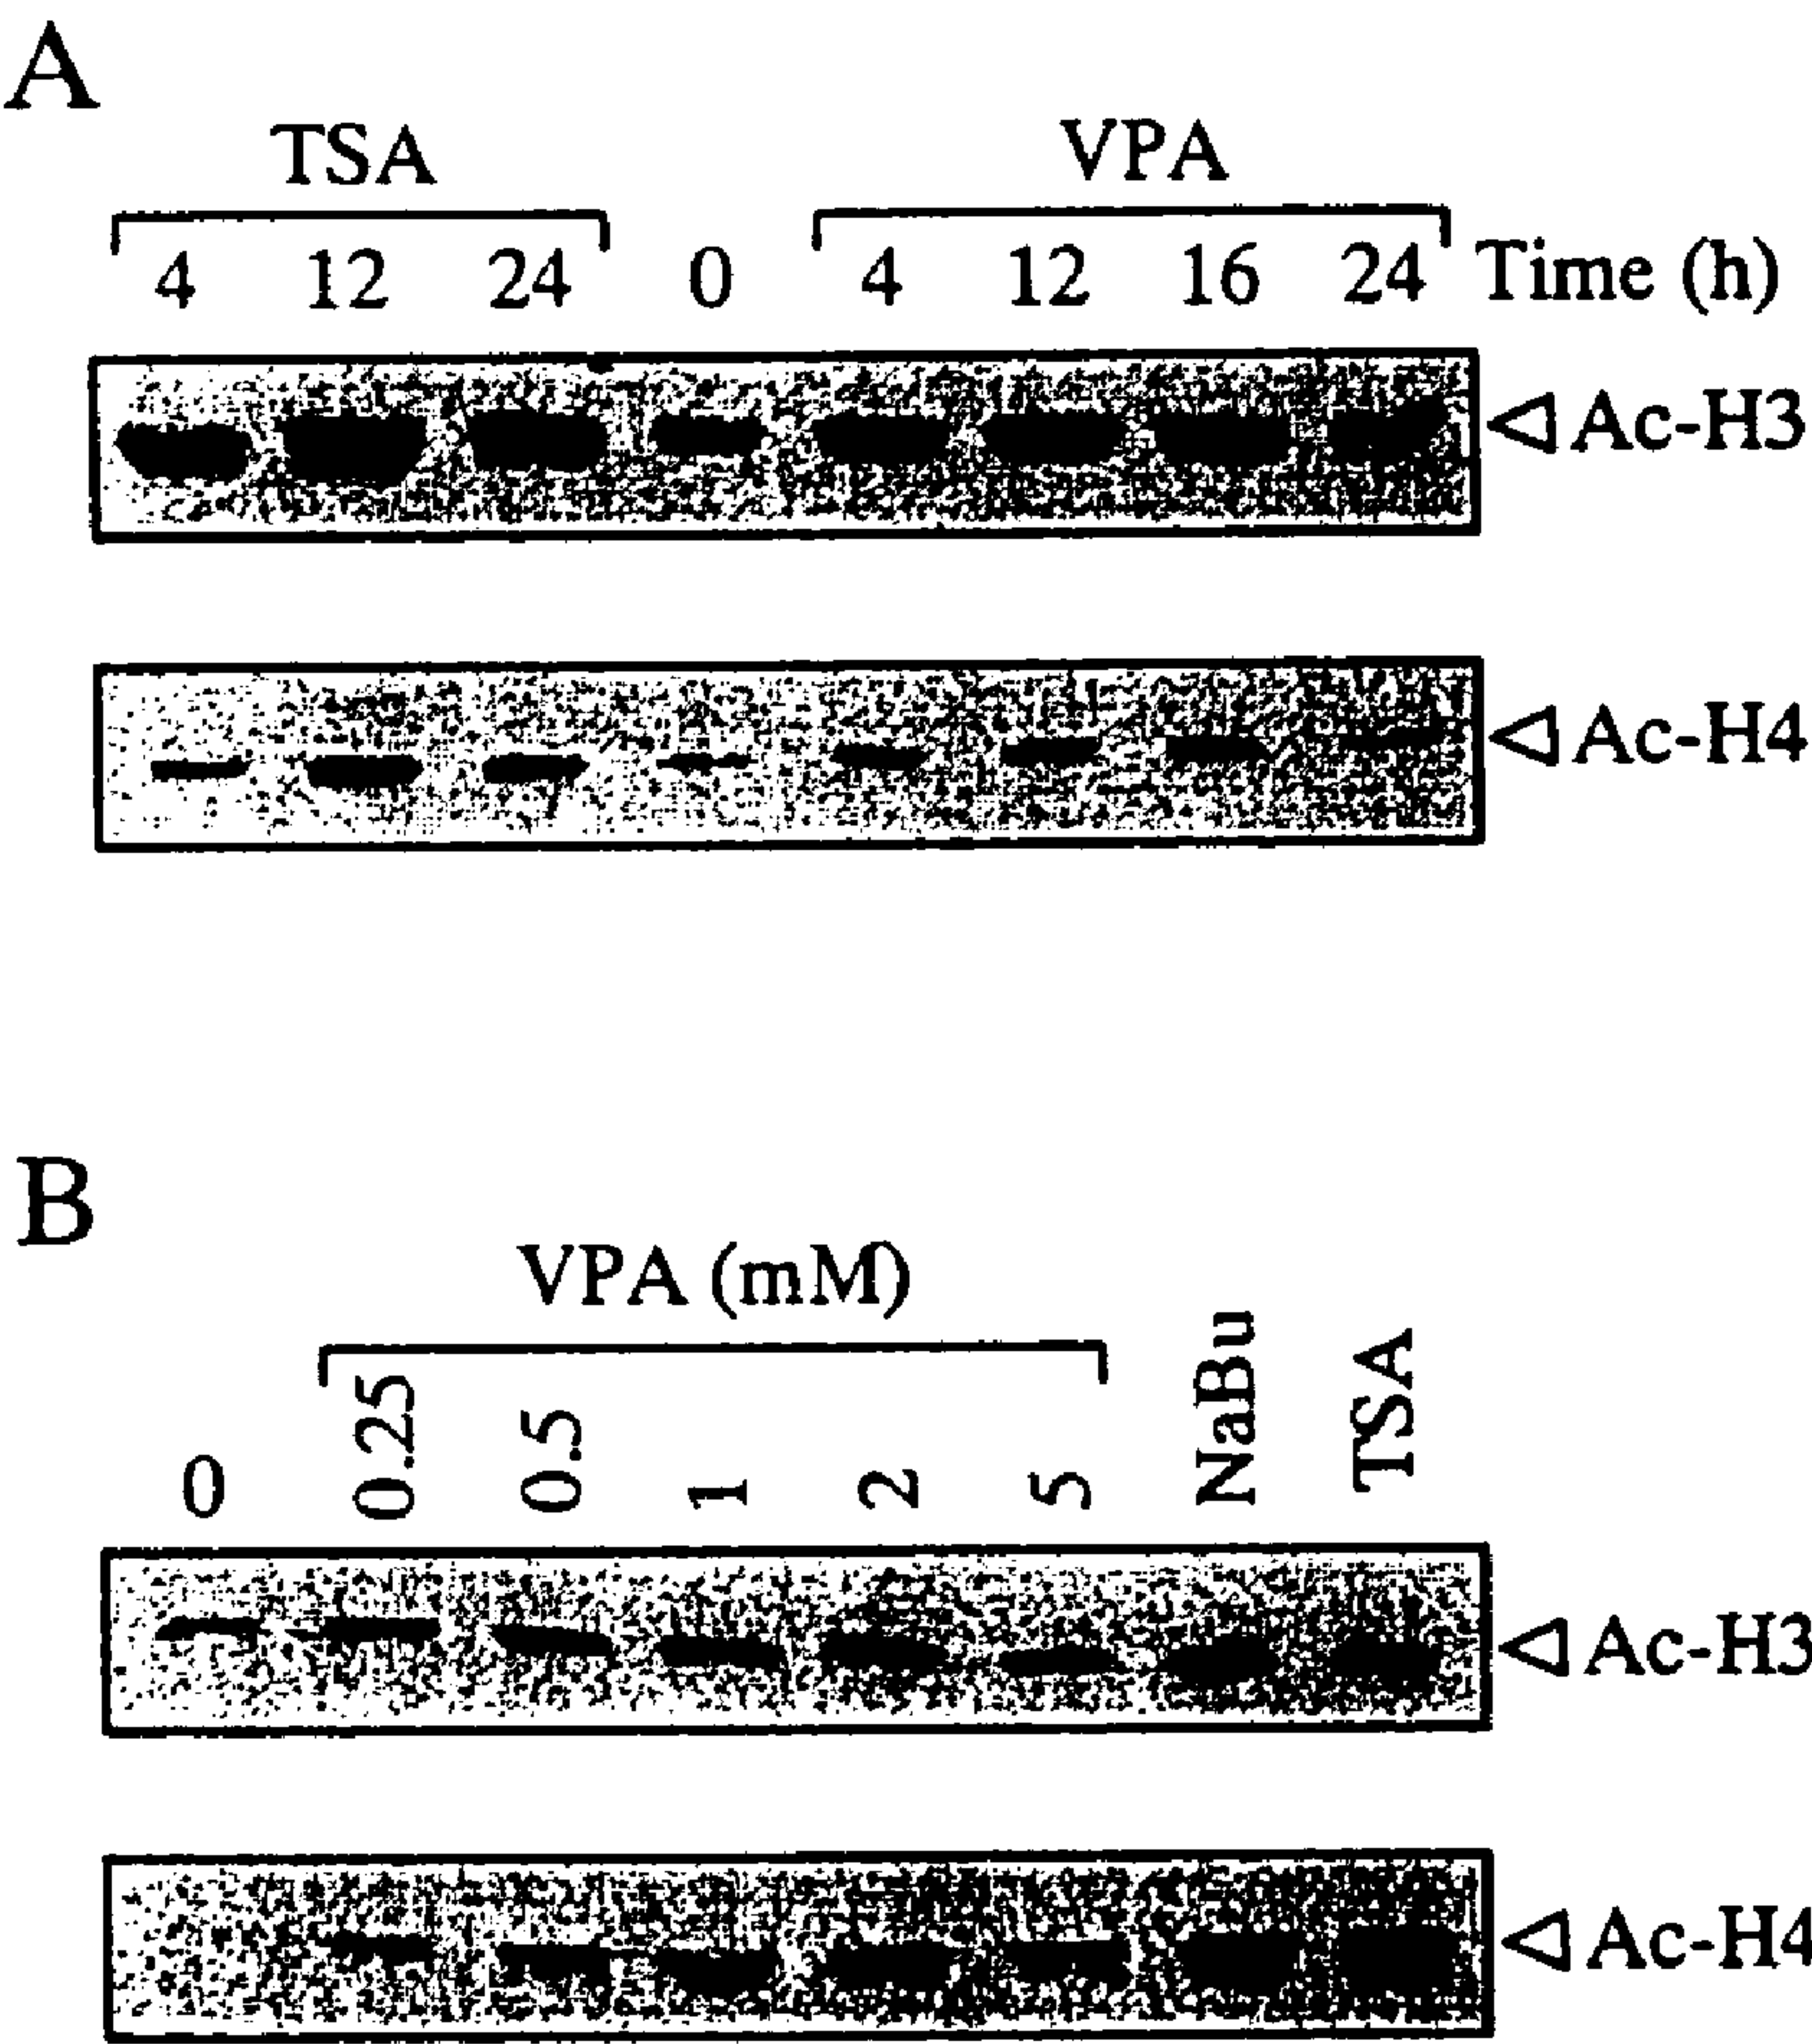 A
TSA VPA
4 12 24 0 4 12 16 24 Time (h)
Ac-H3
Ac-H4
B
VPA (mM)
0 0.25 0.5 1 2 5 NaBu TSA
Ac-H3
Ac-H4